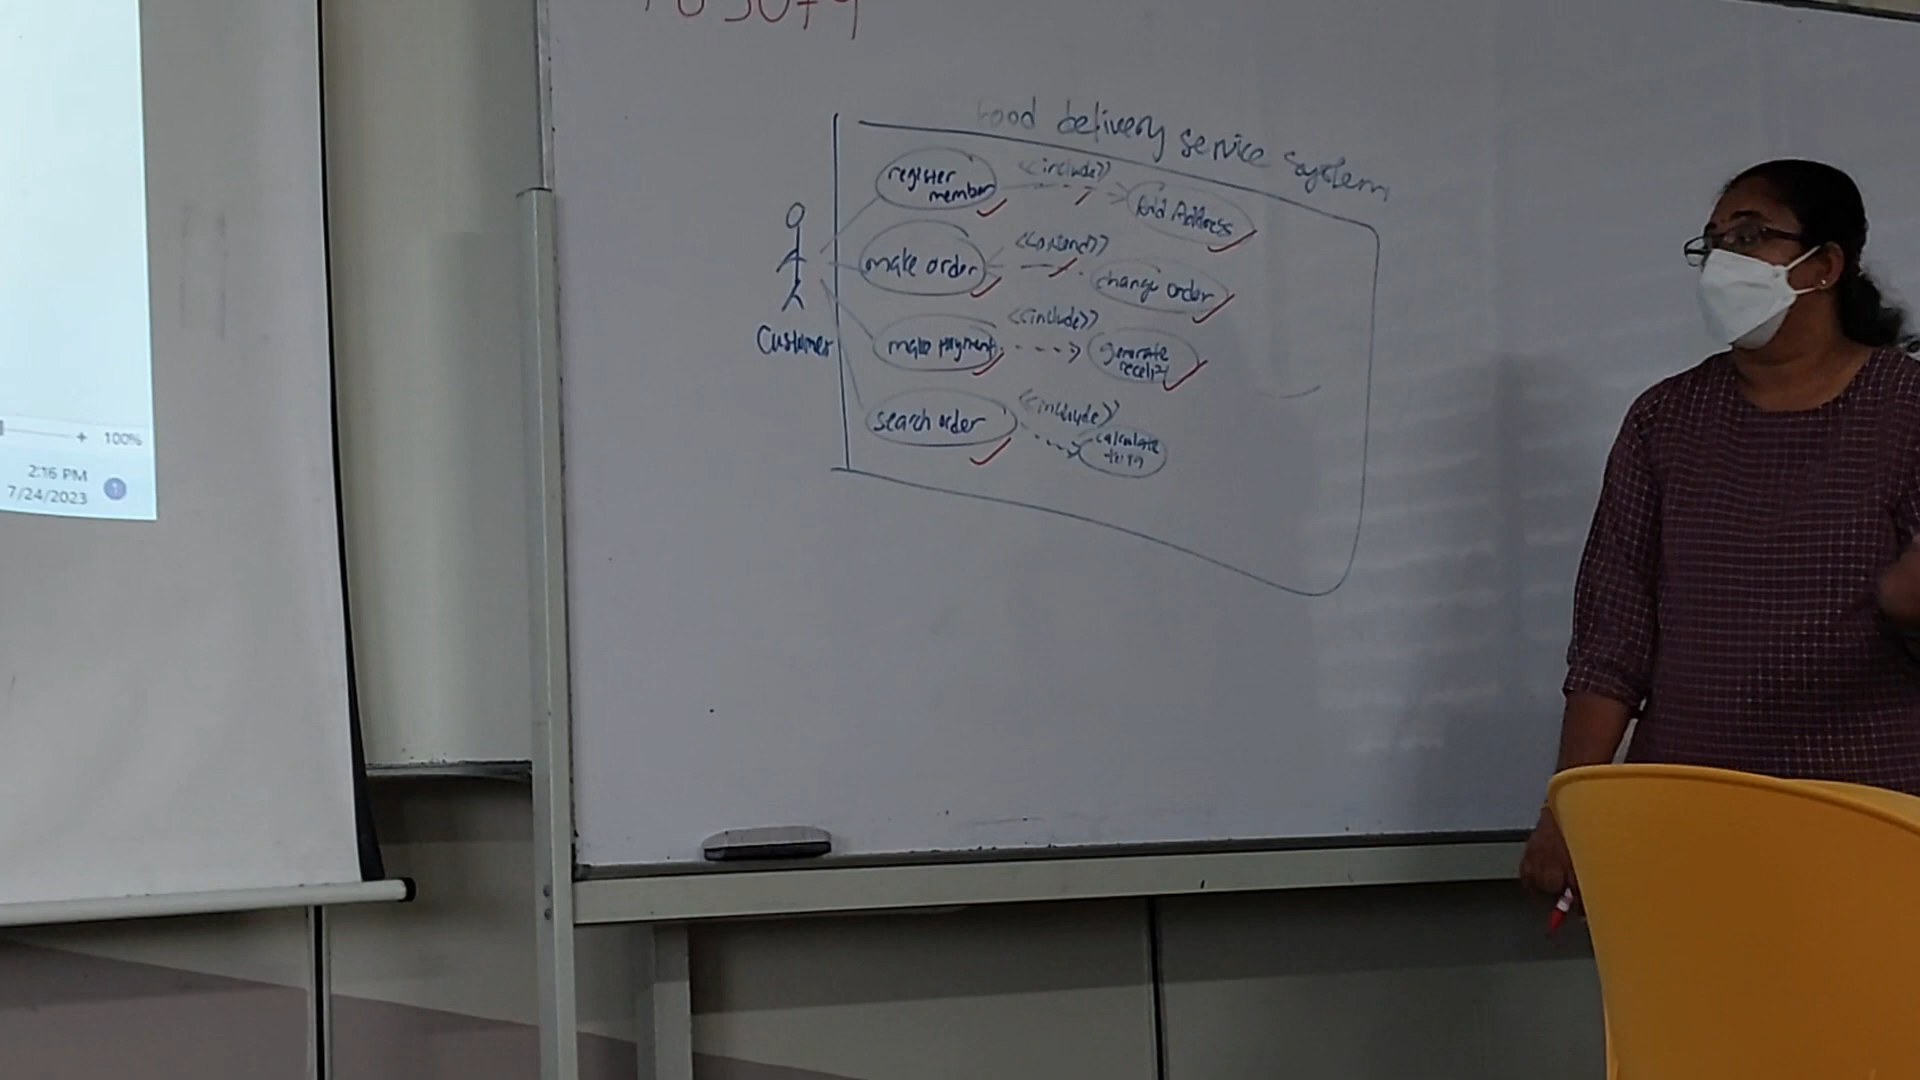 Food delivery service system
register
member
<<include>>
Add Address
make order
change order
Customer
make payment
<<include>>
generate
receipt
search order
<<include>>
calculate
100%
2:16 PM
7/24/2023
1